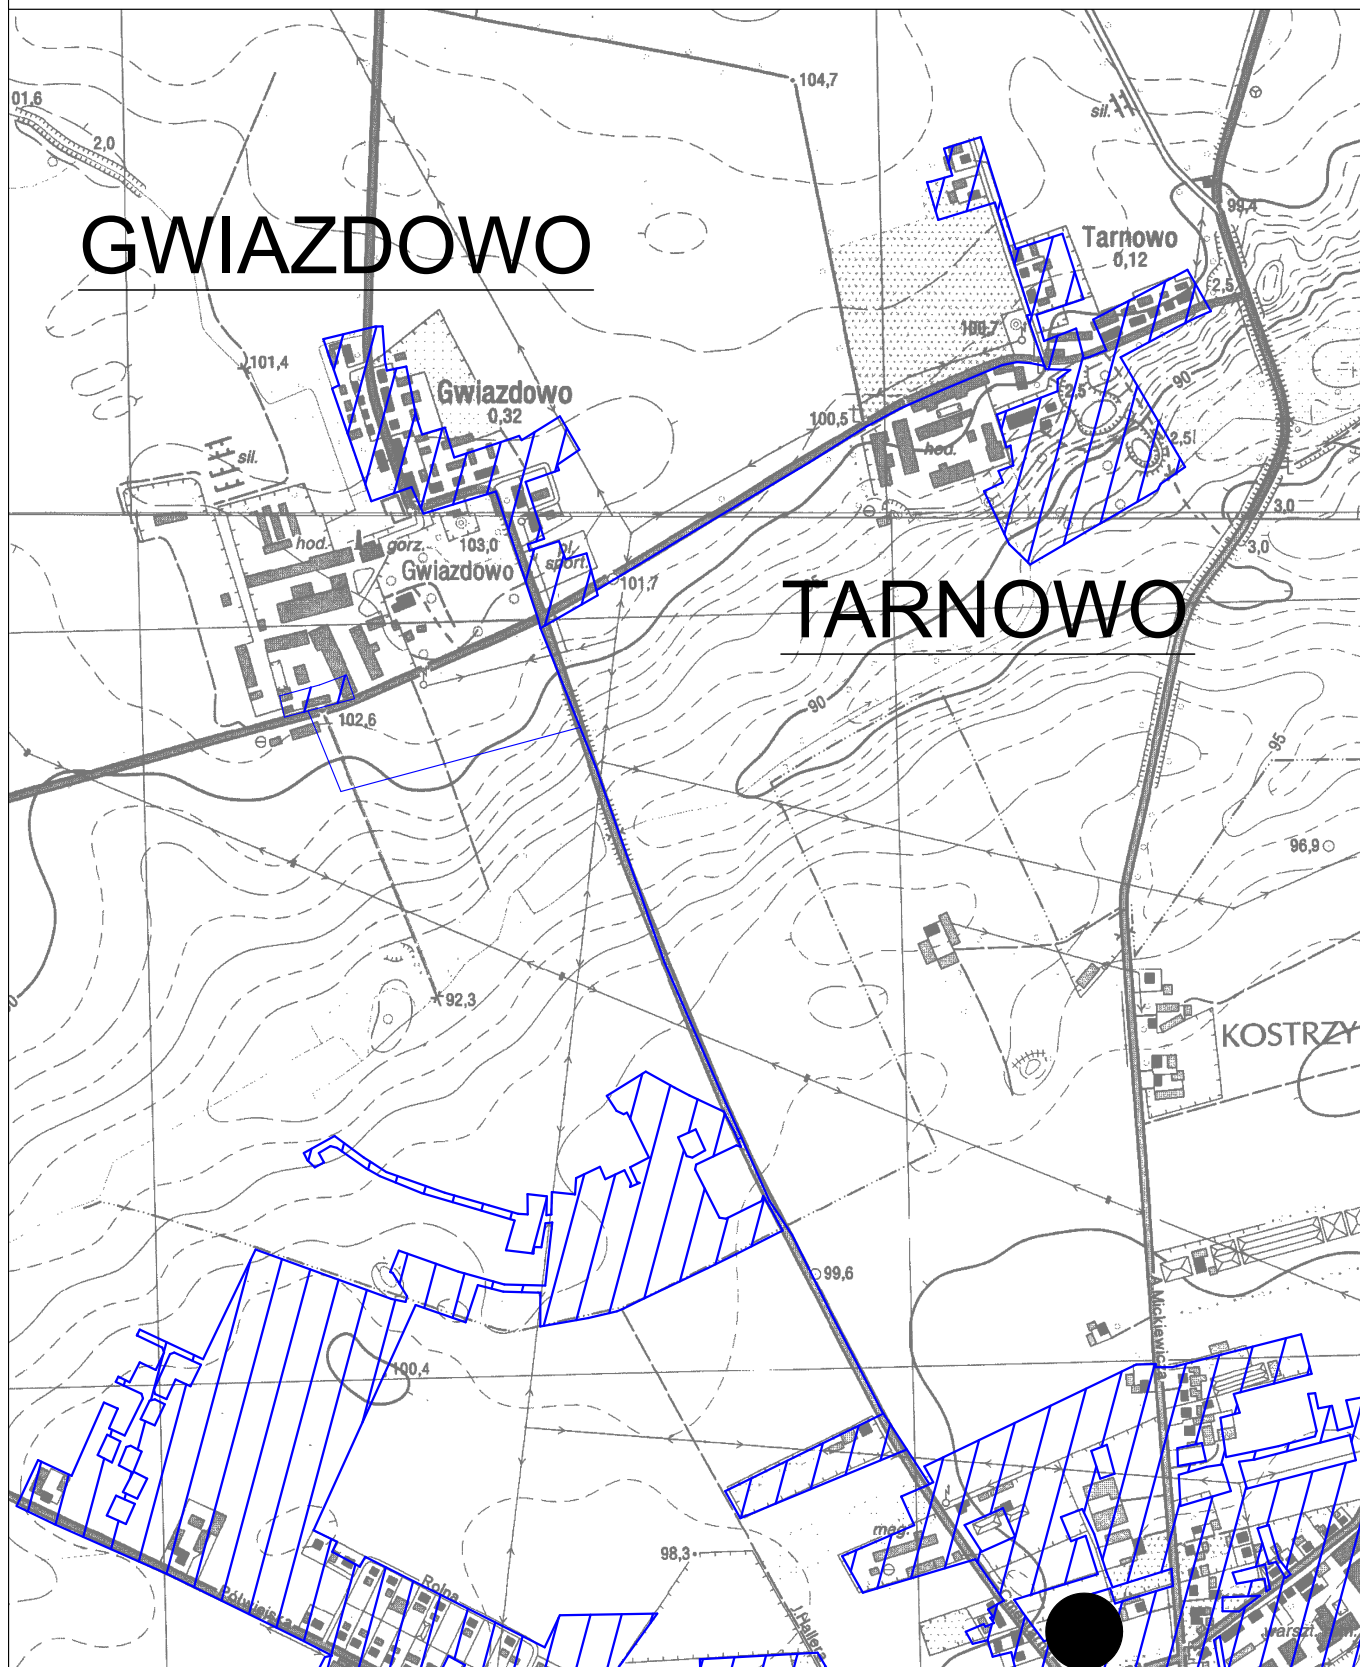 104,7
01,6
sil.
2,0
99,4
GWIAZDOWO
Tarnowo
0,12
2,5
100,7
101,4
90
Gwiazdowo
0,32
2,5
100,5
2,5
hod.
sil.
3,0
hod.
gorz.
103,0
pl.
sport.
3,0
Gwiazdowo
101,7
TARNOWO
90
102,6
95
96,9
92,3
KOSTRZY
99,6
A.Mickiewicza
100,4
mag.
98,3
Rolna
Półwiejska
J.Hallera
warszt.